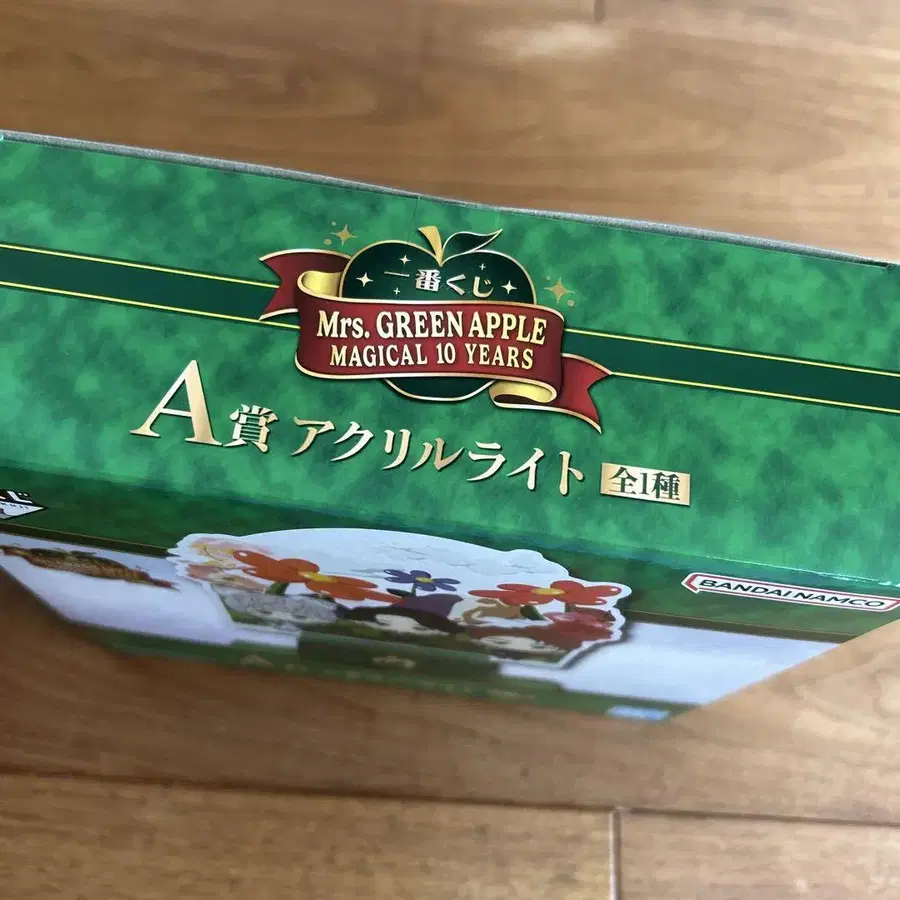 一番くじ
Mrs. GREEN APPLE
MAGICAL 10 YEARS
A賞 アクリルライト 全1種
BANDAI NAMCO